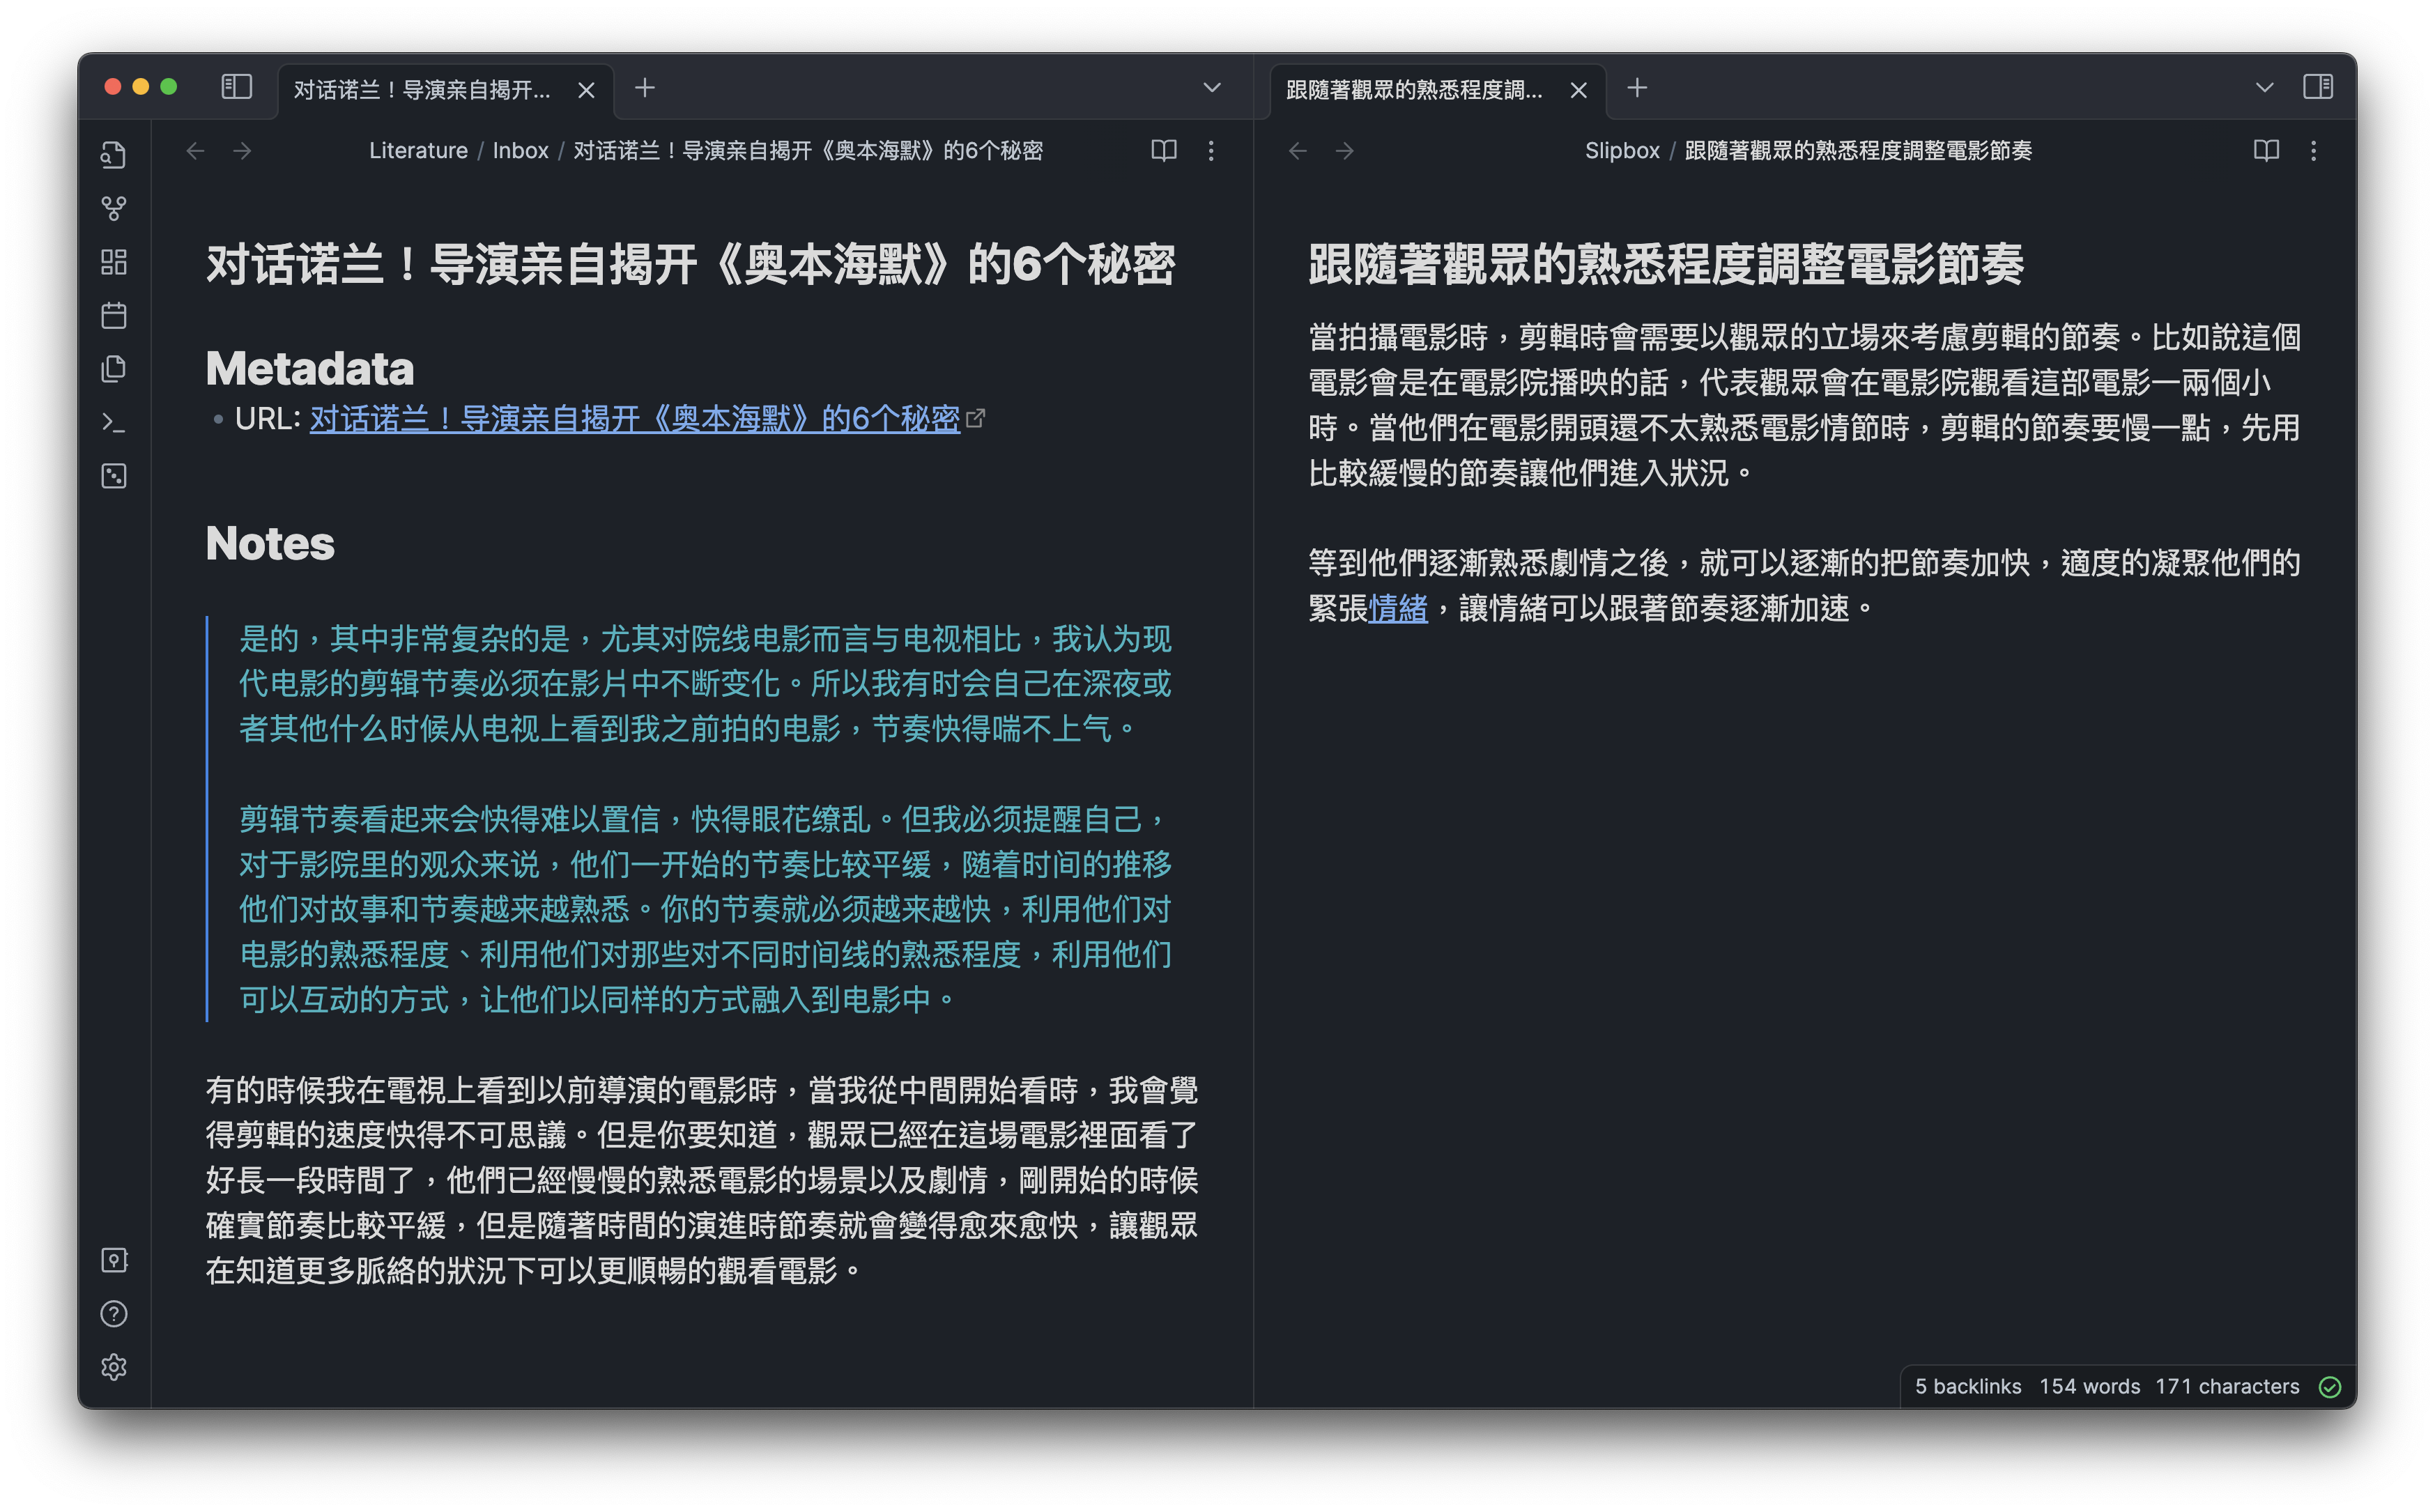 对话诺兰！导演亲自揭开...
跟隨著觀眾的熟悉程度調...
Literature / Inbox / 对话诺兰！导演亲自揭开《奥本海默》的6个秘密
对话诺兰！导演亲自揭开《奥本海默》的6个秘密
Metadata
• URL: 对话诺兰！导演亲自揭开《奥本海默》的6个秘密
Notes
是的，其中非常复杂的是，尤其对院线电影而言与电视相比，我认为现
代电影的剪辑节奏必须在影片中不断变化。所以我有时会自己在深夜或
者其他什么时候从电视上看到我之前拍的电影，节奏快得喘不上气。
剪辑节奏看起来会快得难以置信，快得眼花缭乱。但我必须提醒自己，
对于影院里的观众来说，他们一开始的节奏比较平缓，随着时间的推移
他们对故事和节奏越来越熟悉。你的节奏就必须越来越快，利用他们对
电影的熟悉程度、利用他们对那些对不同时间线的熟悉程度，利用他们
可以互动的方式，让他们以同样的方式融入到电影中。
有的時候我在電視上看到以前導演的電影時，當我從中間開始看時，我會覺
得剪輯的速度快得不可思議。但是你要知道，觀眾已經在這場電影裡面看了
好長一段時間了，他們已經慢慢的熟悉電影的場景以及劇情，剛開始的時候
確實節奏比較平緩，但是隨著時間的演進時節奏就會變得愈來愈快，讓觀眾
在知道更多脈絡的狀況下可以更順暢的觀看電影。
Slipbox / 跟隨著觀眾的熟悉程度調整電影節奏
跟隨著觀眾的熟悉程度調整電影節奏
當拍攝電影時，剪輯時會需要以觀眾的立場來考慮剪輯的節奏。比如說這個
電影會是在電影院播映的話，代表觀眾會在電影院觀看這部電影一兩個小
時。當他們在電影開頭還不太熟悉電影情節時，剪輯的節奏要慢一點，先用
比較緩慢的節奏讓他們進入狀況。
等到他們逐漸熟悉劇情之後，就可以逐漸的把節奏加快，適度的凝聚他們的
緊張情緒，讓情緒可以跟著節奏逐漸加速。
5 backlinks 154 words 171 characters